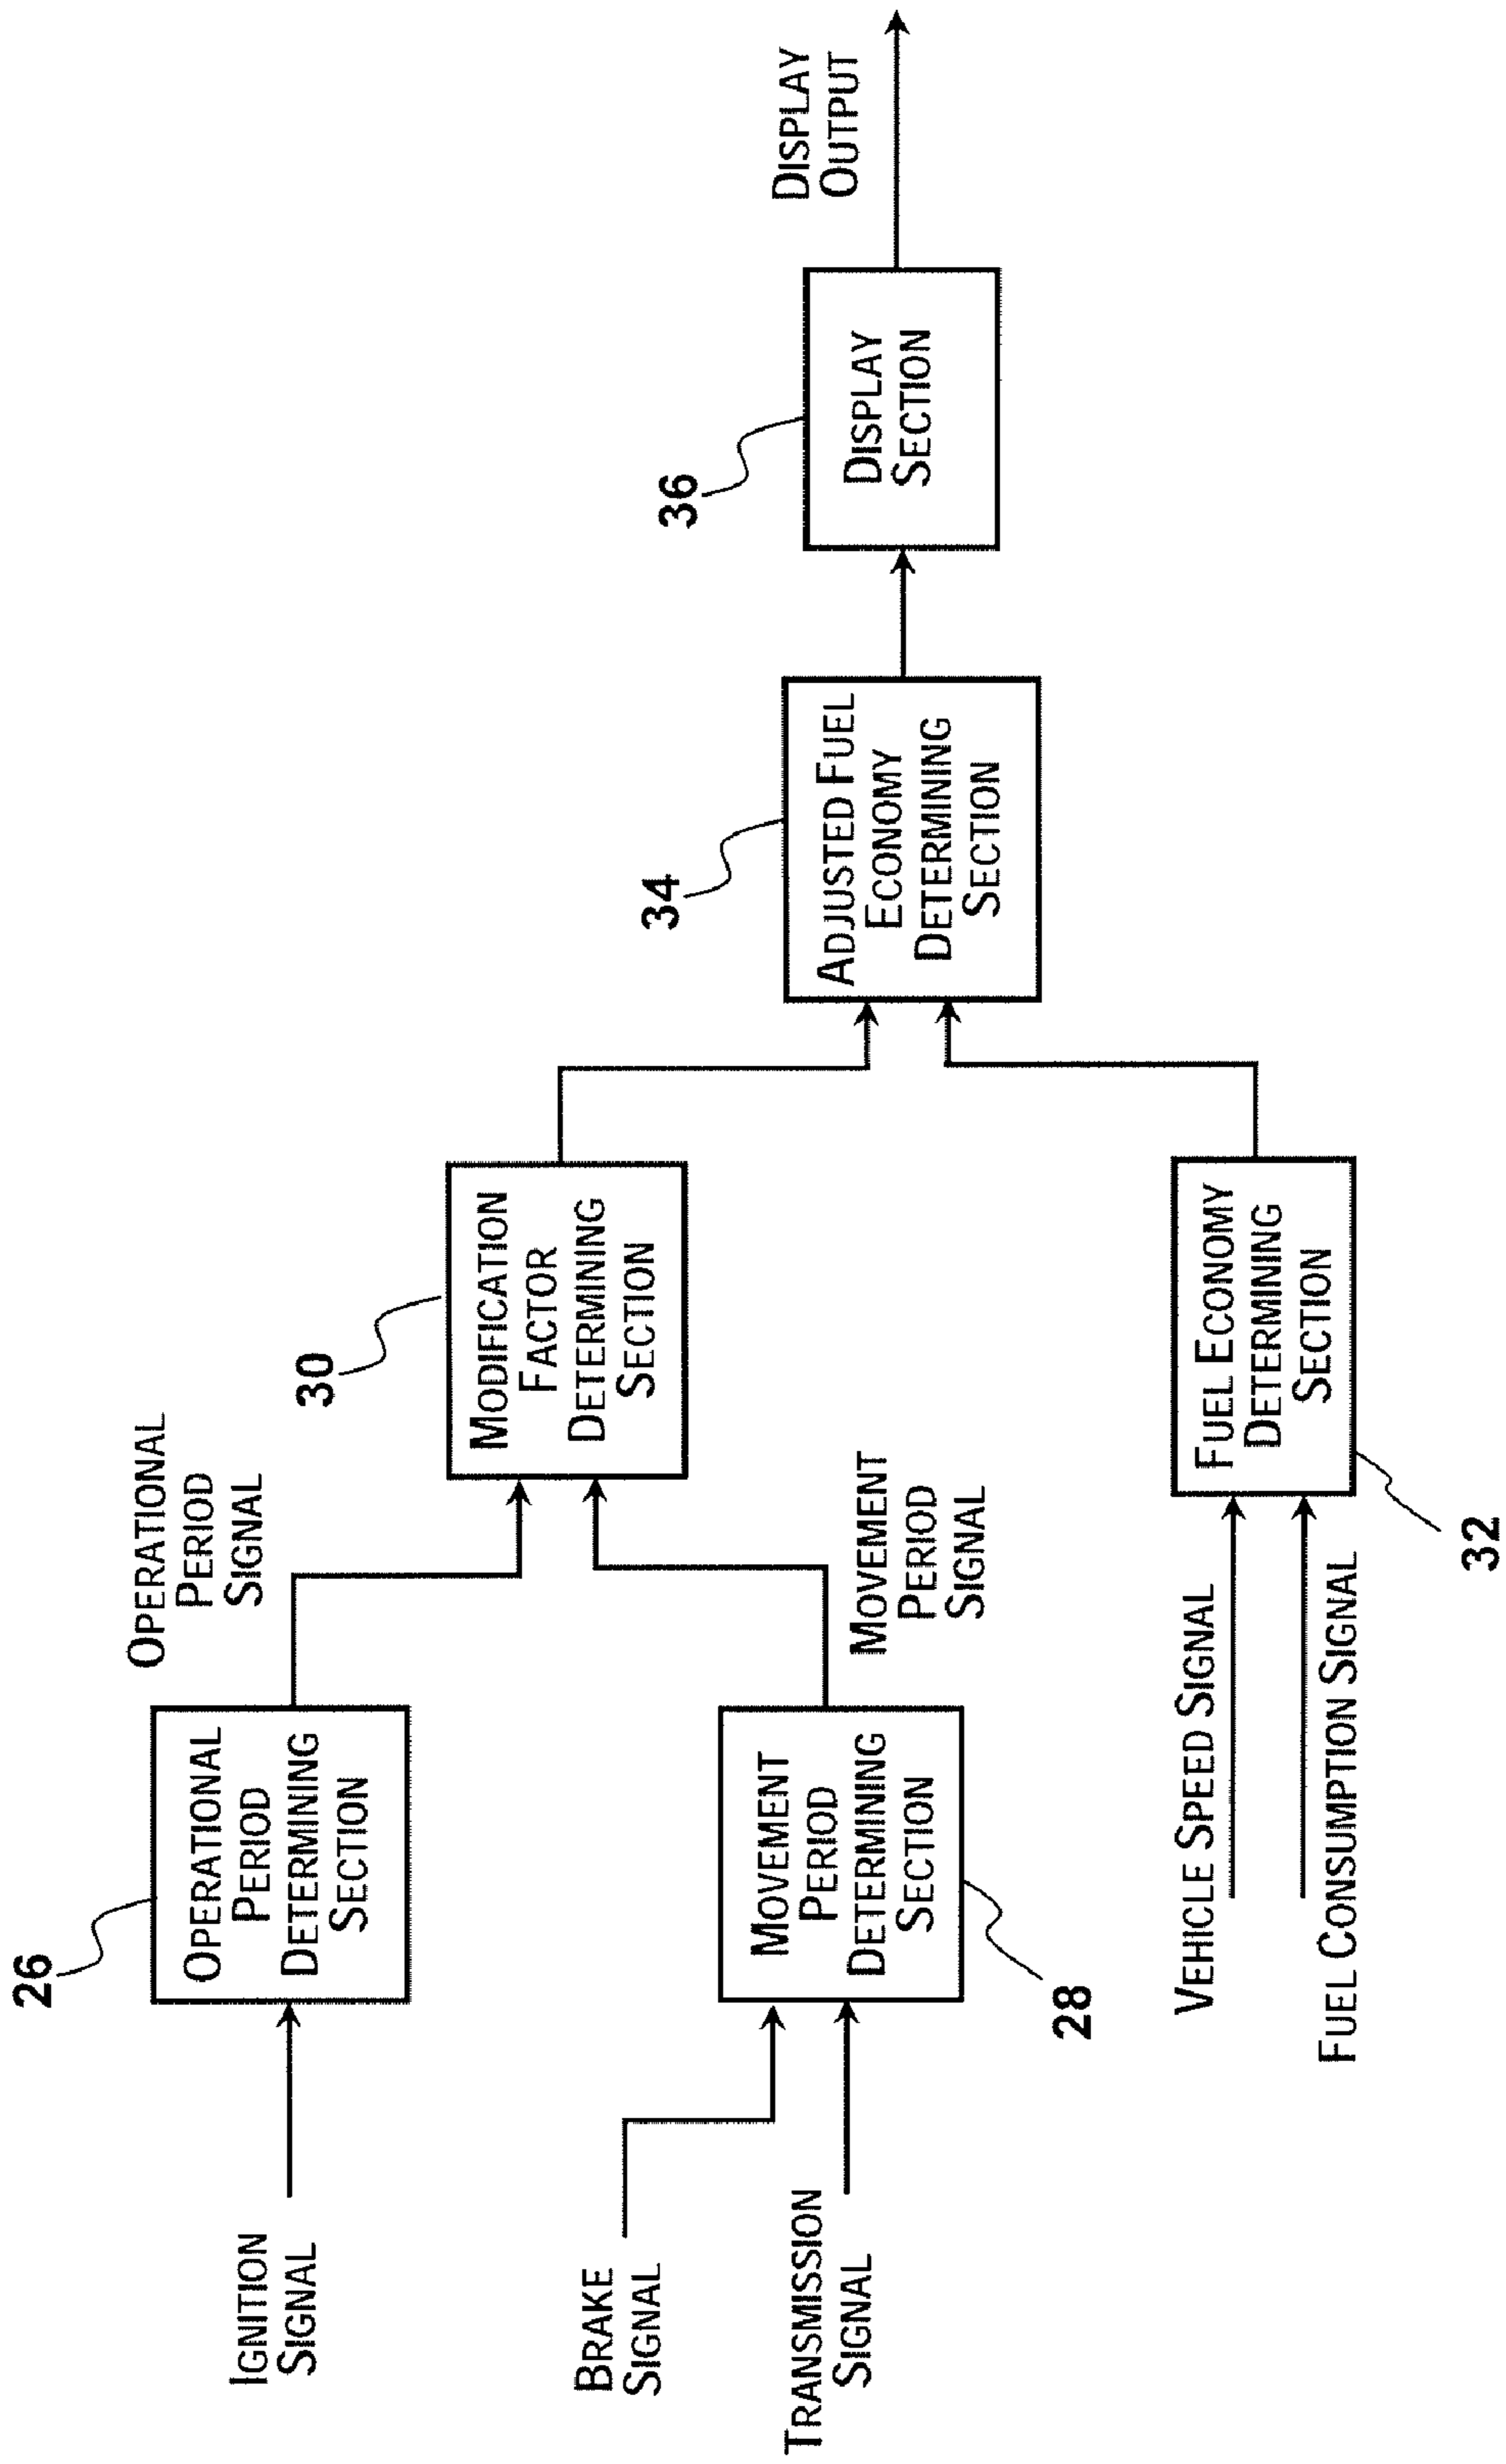 26
OPERATIONAL
PERIOD
DETERMINING
SECTION
IGNITION
SIGNAL
OPERATIONAL
PERIOD
SIGNAL
30
MODIFICATION
FACTOR
DETERMINING
SECTION
BRAKE
SIGNAL
TRANSMISSION
SIGNAL
MOVEMENT
PERIOD
DETERMINING
SECTION
28
MOVEMENT
PERIOD
SIGNAL
VEHICLE SPEED SIGNAL
FUEL CONSUMPTION SIGNAL
FUEL ECONOMY
DETERMINING
SECTION
32
34
ADJUSTED FUEL
ECONOMY
DETERMINING
SECTION
36
DISPLAY
SECTION
DISPLAY
OUTPUT